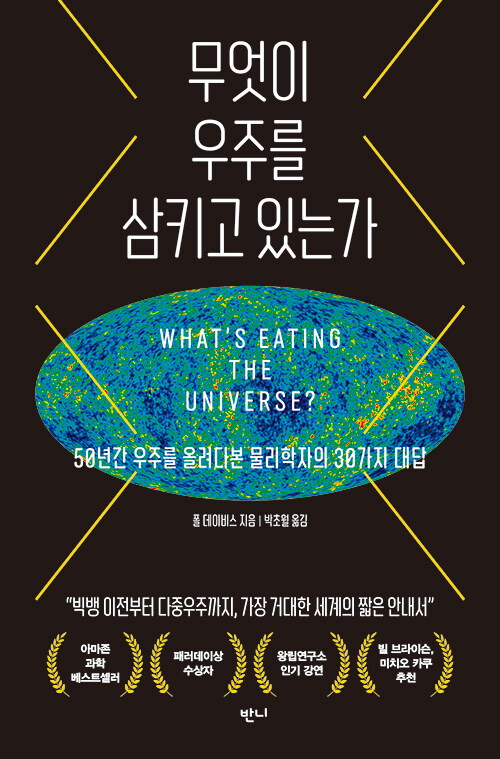 무엇이
우주를
삼키고 있는가
WHAT'S EATING
THE
UNIVERSE?
50년간 우주를 올려다본 물리학자의 30가지 대답
폴 데이비스 지음 | 박초월 옮김
"빅뱅 이전부터 다중우주까지, 가장 거대한 세계의 짧은 안내서"
아마존
과학
베스트셀러
패러데이상
수상자
왕립연구소
인기 강연
빌 브라이슨,
미치오 카쿠
추천
반니